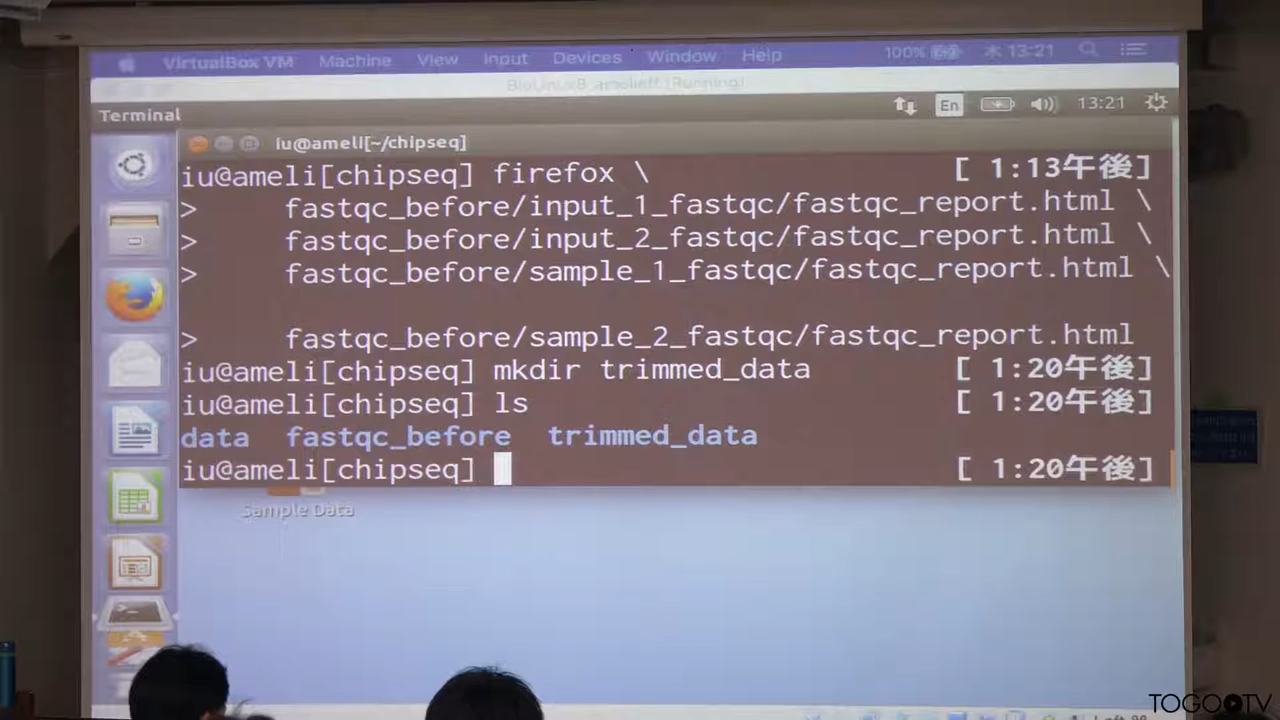 VirtualBox VM Machine View Input Devices Window Help 100% 木 13:21
Terminal En 13:21
iu@ameli[~/chipseq]
iu@ameli[chipseq] firefox \ [ 1:13午後]
> fastqc_before/input_1_fastqc/fastqc_report.html \
> fastqc_before/input_2_fastqc/fastqc_report.html \
> fastqc_before/sample_1_fastqc/fastqc_report.html \
> fastqc_before/sample_2_fastqc/fastqc_report.html
iu@ameli[chipseq] mkdir trimmed_data [ 1:20午後]
iu@ameli[chipseq] ls [ 1:20午後]
data fastqc_before trimmed_data
iu@ameli[chipseq] [ 1:20午後]
Sample Data
Left ⌘
TOGOTV